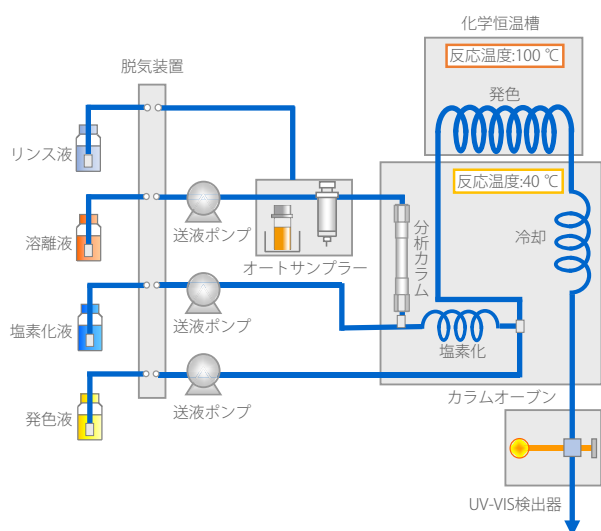 化学恒温槽
反応温度:100 ℃
発色
脱気装置
リンス液
反応温度:40 ℃
溶離液
送液ポンプ
オートサンプラー
分析カラム
冷却
塩素化液
送液ポンプ
塩素化
カラムオーブン
発色液
送液ポンプ
UV-VIS検出器